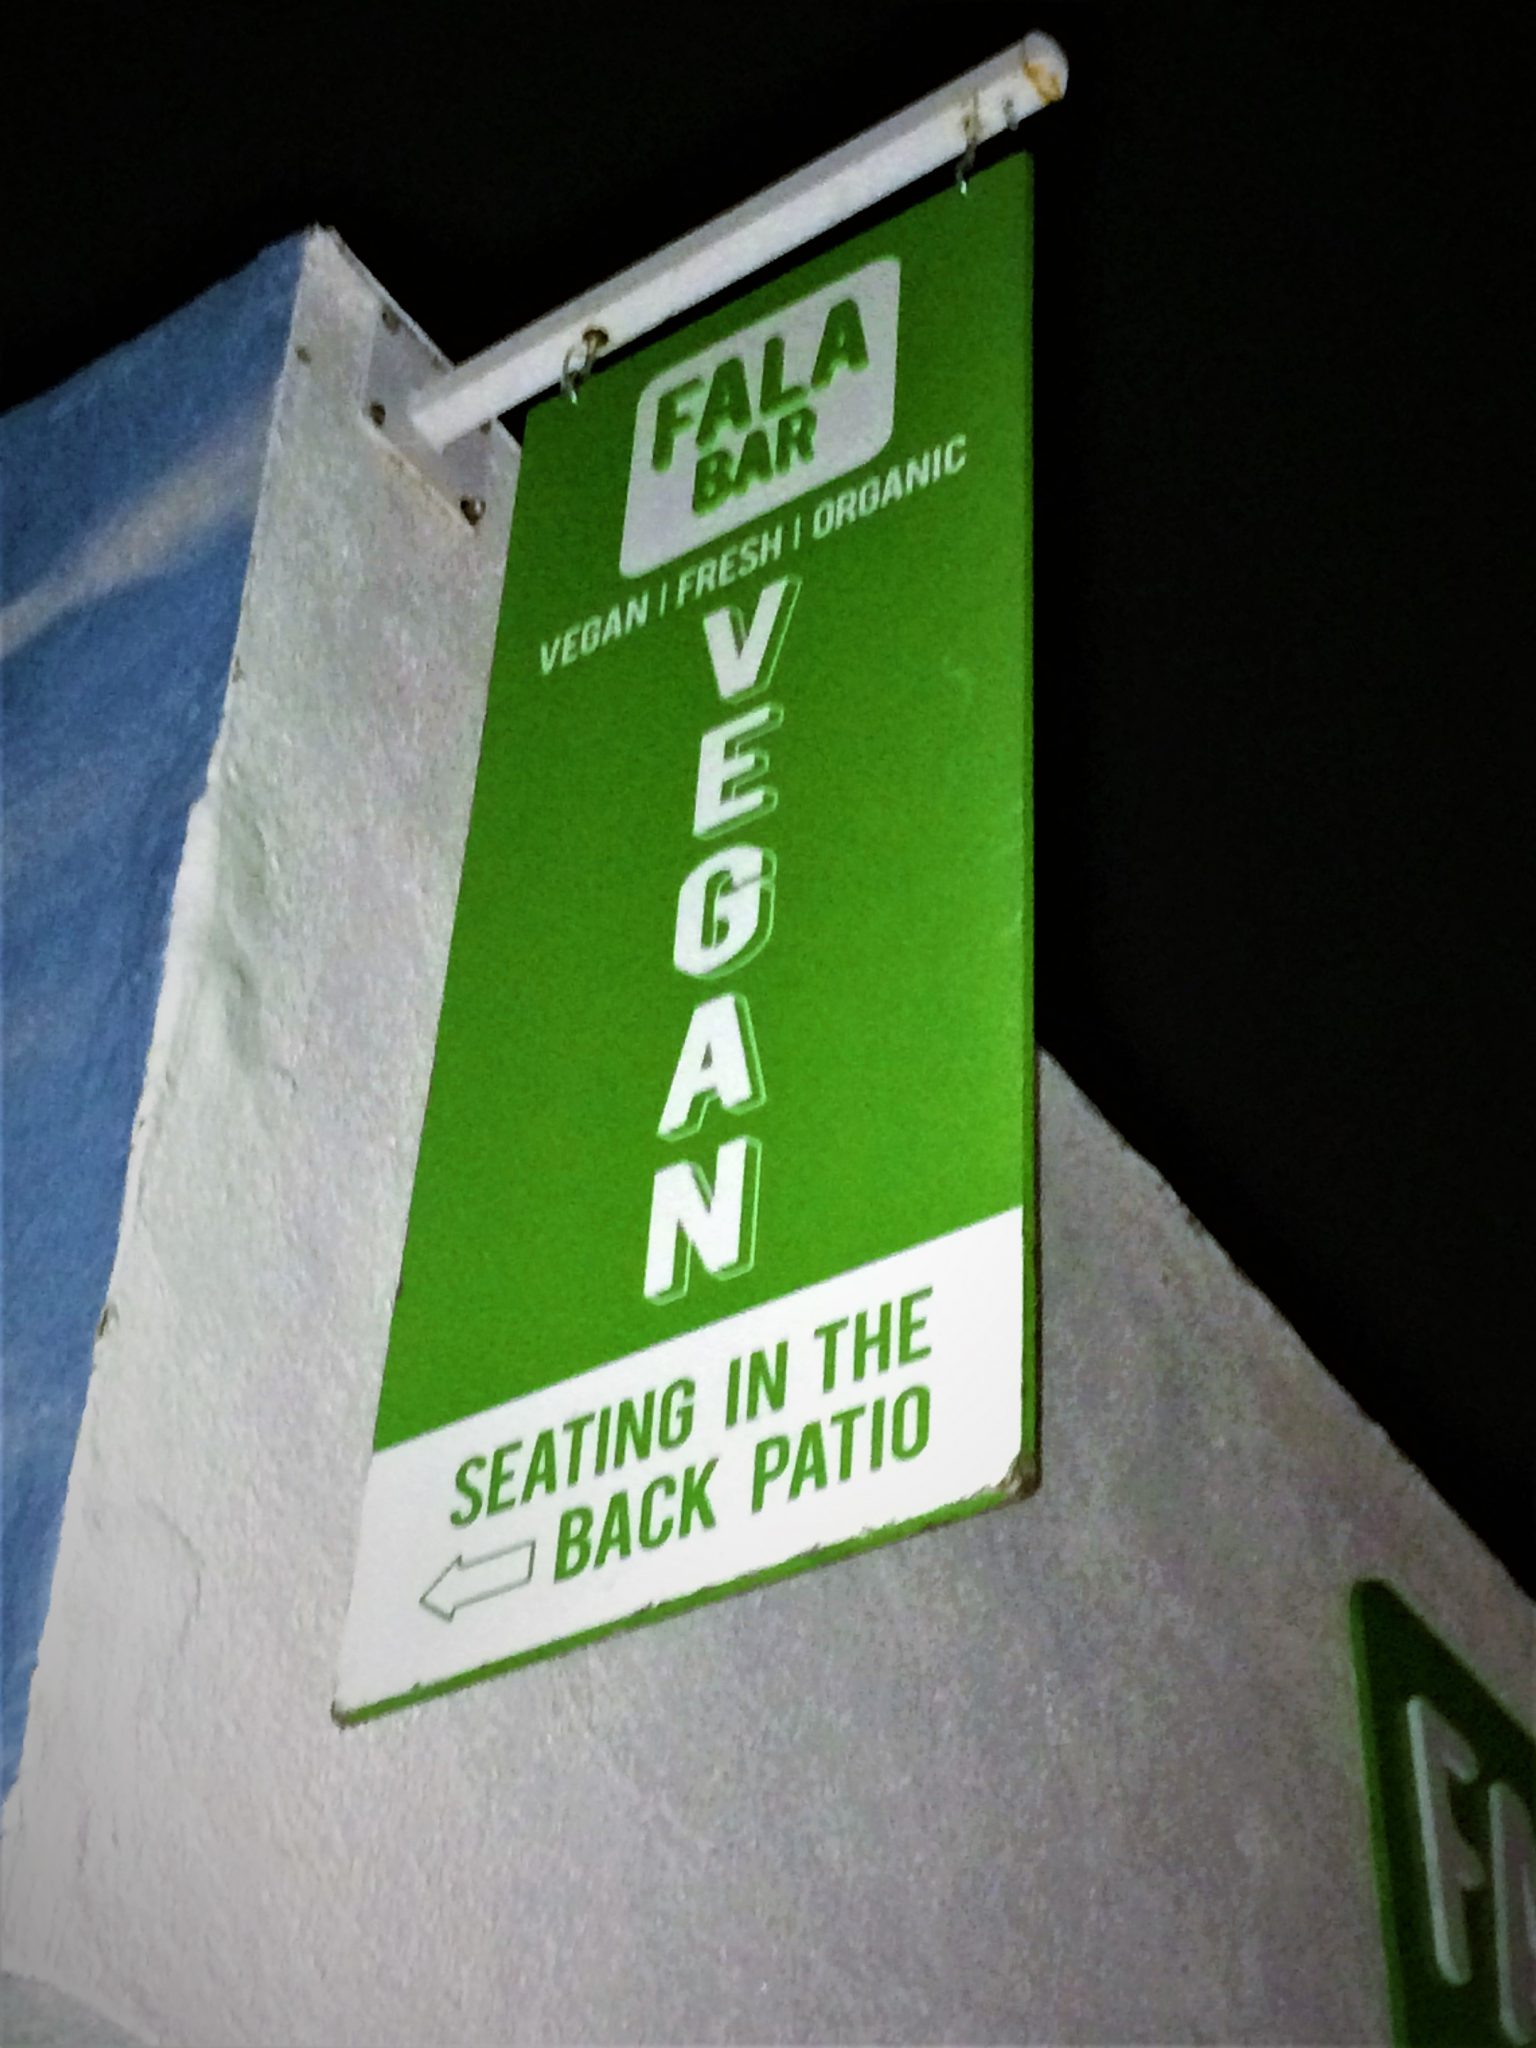 FALA
BAR
VEGAN | FRESH | ORGANIC
VEGAN
SEATING IN THE
BACK PATIO